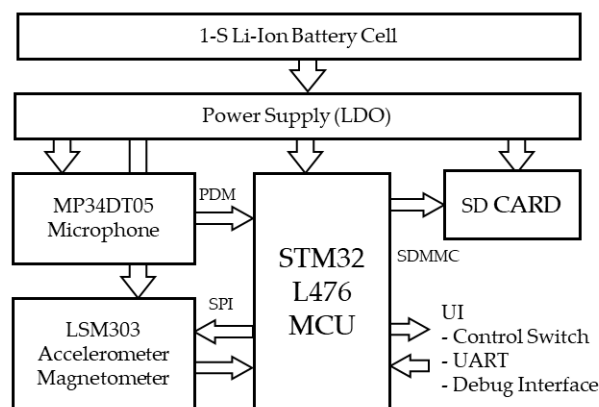 1-S Li-Ion Battery Cell
Power Supply (LDO)
MP34DT05
Microphone
PDM
STM32
L476
MCU
SD CARD
SDMMC
SPI
LSM303
Accelerometer
Magnetometer
UI
- Control Switch
- UART
- Debug Interface